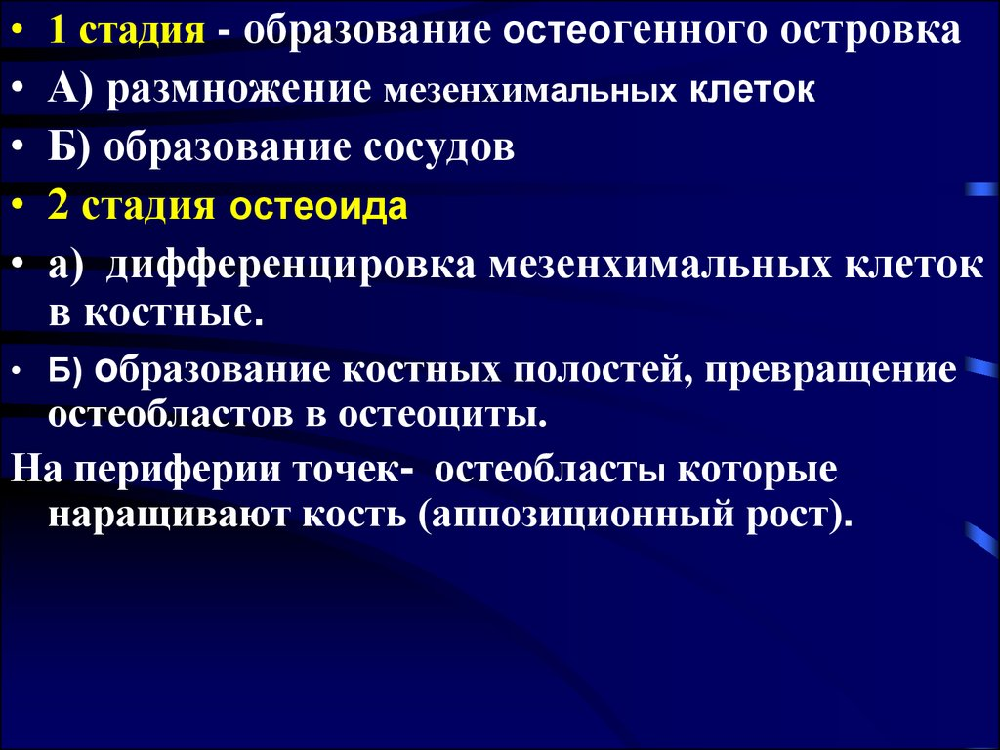 • 1 стадия - образование остеогенного островка
• А) размножение мезенхимальных клеток
• Б) образование сосудов
• 2 стадия остеоида
• а) дифференцировка мезенхимальных клеток
в костные.
• Б) образование костных полостей, превращение
остеобластов в остеоциты.
На периферии точек- остеобласты которые
наращивают кость (аппозиционный рост).